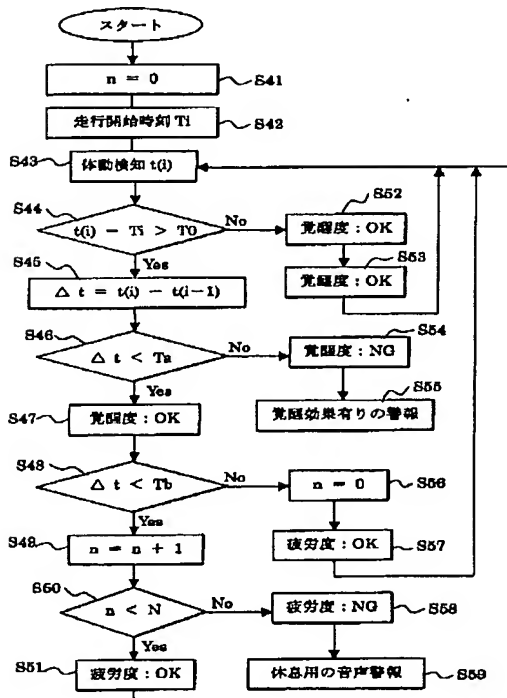 スタート
n = 0
S41
走行開始時刻 Ti
S42
S43
体動検知 t(i)
S44
t(i) - Ti > T0
No
S52
覚醒度：OK
S53
覚醒度：OK
Yes
S45
Δ t = t(i) - t(i-1)
S46
Δ t < Ta
No
S54
覚醒度：NG
S55
覚醒効果有りの警報
Yes
S47
覚醒度：OK
S48
Δ t < Tb
No
n = 0
S56
疲労度：OK
S57
Yes
S49
n = n + 1
S50
n < N
No
疲労度：NG
S58
休息用の音声警報
S59
Yes
S51
疲労度：OK